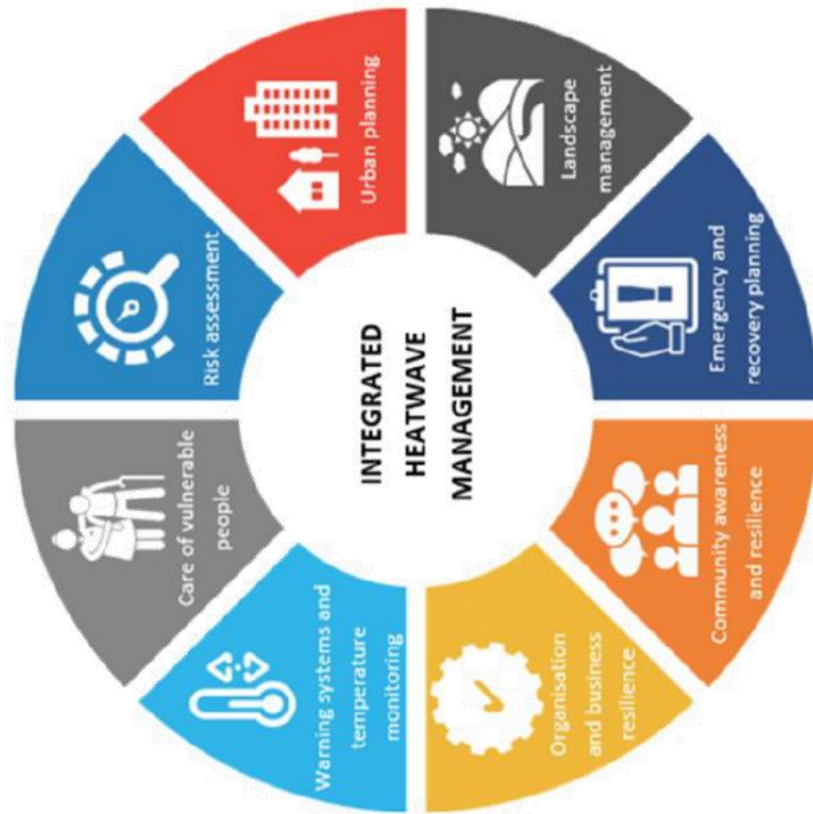 INTEGRATED
HEATWAVE
MANAGEMENT
Care of vulnerable
people
Risk assessment
Urban planning
Landscape
management
Emergency and
recovery planning
Community awareness
and resilience
Organisation
and business
resilience
Warning systems and
temperature
monitoring